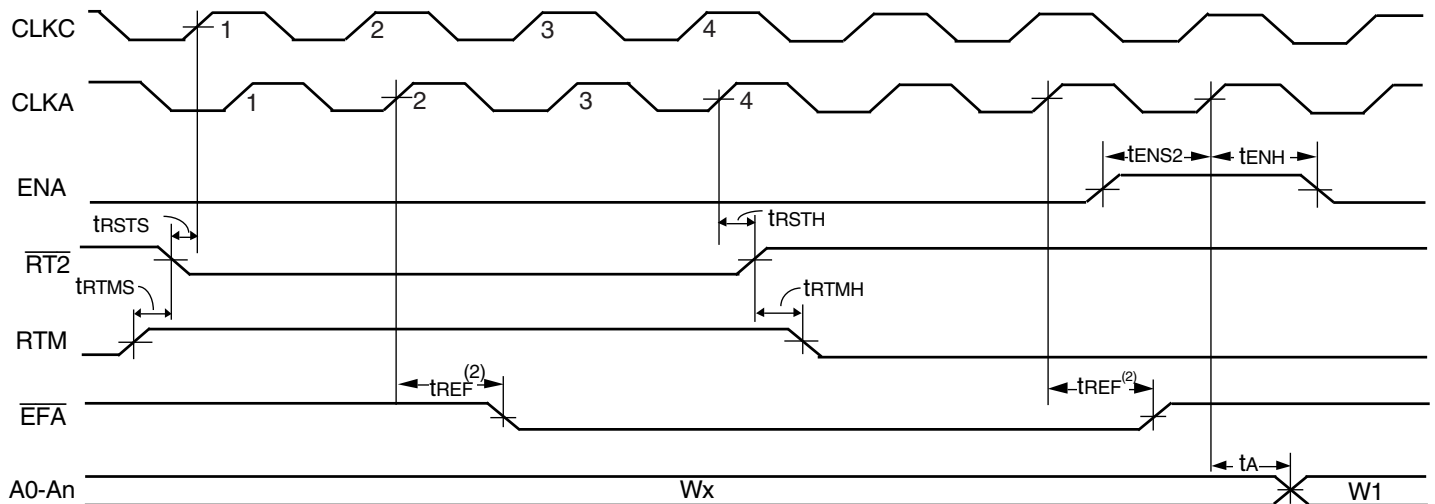 CLKC 1 2 3 4
CLKA 1 2 3 4
tENS2 tENH
ENA
tRSTS tRSTH
RT2
tRTMS tRTMH
RTM
tREF(2) tREF(2)
EFA
tA
A0-An Wx W1